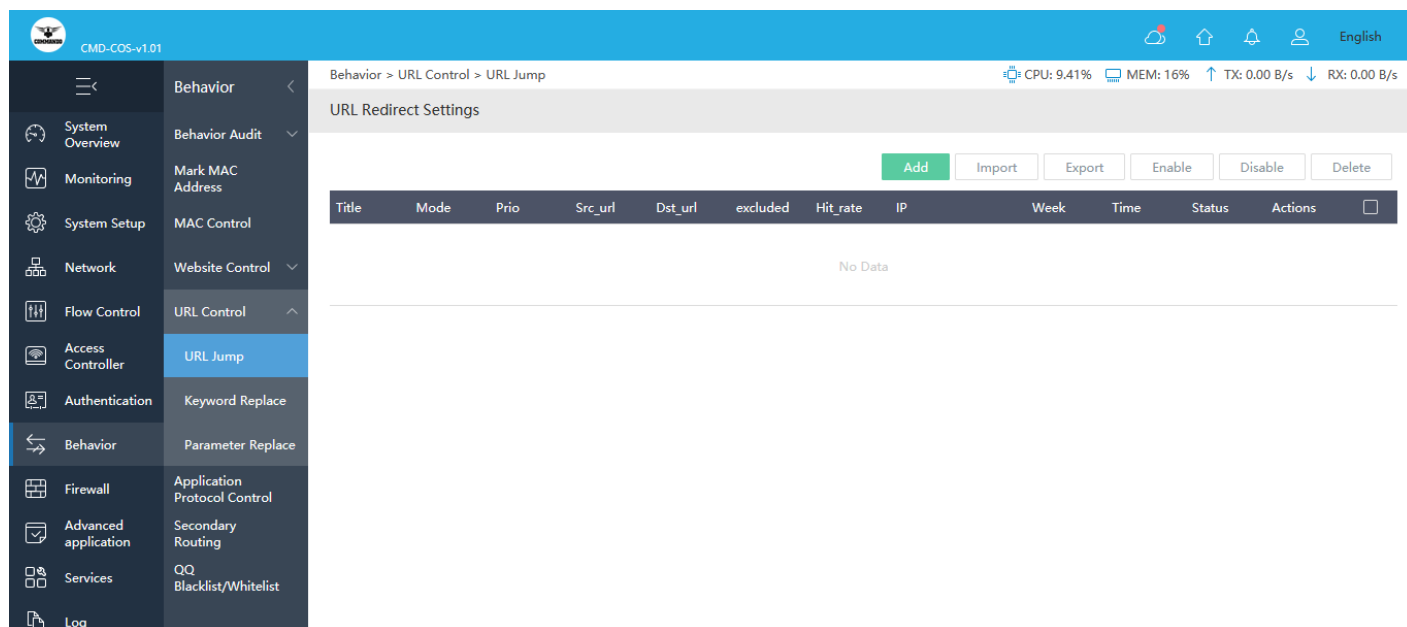 COMMANDO
CMD-COS-v1.01
English
Behavior
Behavior > URL Control > URL Jump
CPU: 9.41%
MEM: 16%
TX: 0.00 B/s
RX: 0.00 B/s
URL Redirect Settings
System
Overview
Monitoring
System Setup
Network
Flow Control
Access
Controller
Authentication
Behavior
Firewall
Advanced
application
Services
Log
Behavior Audit
Mark MAC
Address
MAC Control
Website Control
URL Control
URL Jump
Keyword Replace
Parameter Replace
Application
Protocol Control
Secondary
Routing
QQ
Blacklist/Whitelist
Add Import Export Enable Disable Delete
Title Mode Prio Src_url Dst_url excluded Hit_rate IP Week Time Status Actions
No Data